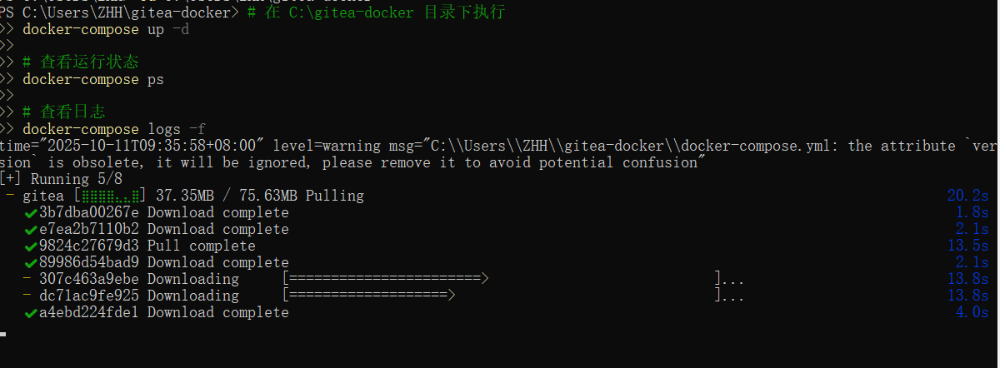 PS C:\Users\ZHH\gitea-docker> # 在 C:\gitea-docker 目录下执行
>> docker-compose up -d
>>
>> # 查看运行状态
>> docker-compose ps
>>
>> # 查看日志
>> docker-compose logs -f
time="2025-10-11T09:35:58+08:00" level=warning msg="C:\\Users\\ZHH\\gitea-docker\\docker-compose.yml: the attribute `ver
sion` is obsolete, it will be ignored, please remove it to avoid potential confusion"
[+] Running 5/8
- gitea [⣿⣿⣿⣿⣀⣀⣿] 37.35MB / 75.63MB Pulling 20.2s
✔3b7dba00267e Download complete 1.8s
✔e7ea2b7110b2 Download complete 2.1s
✔9824c27679d3 Pull complete 13.5s
✔89986d54bad9 Download complete 2.1s
- 307c463a9ebe Downloading [=======================> ]... 13.8s
- dc71ac9fe925 Downloading [===================> ]... 13.8s
✔a4ebd224fde1 Download complete 4.0s